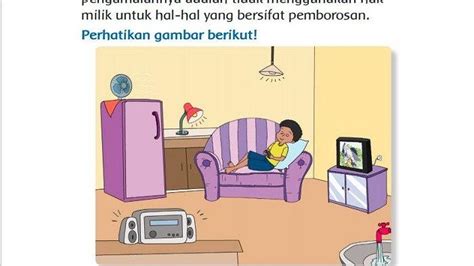 pengamalannya adalah tidak menggunakan hak
milik untuk hal-hal yang bersifat pemborosan.
Perhatikan gambar berikut!